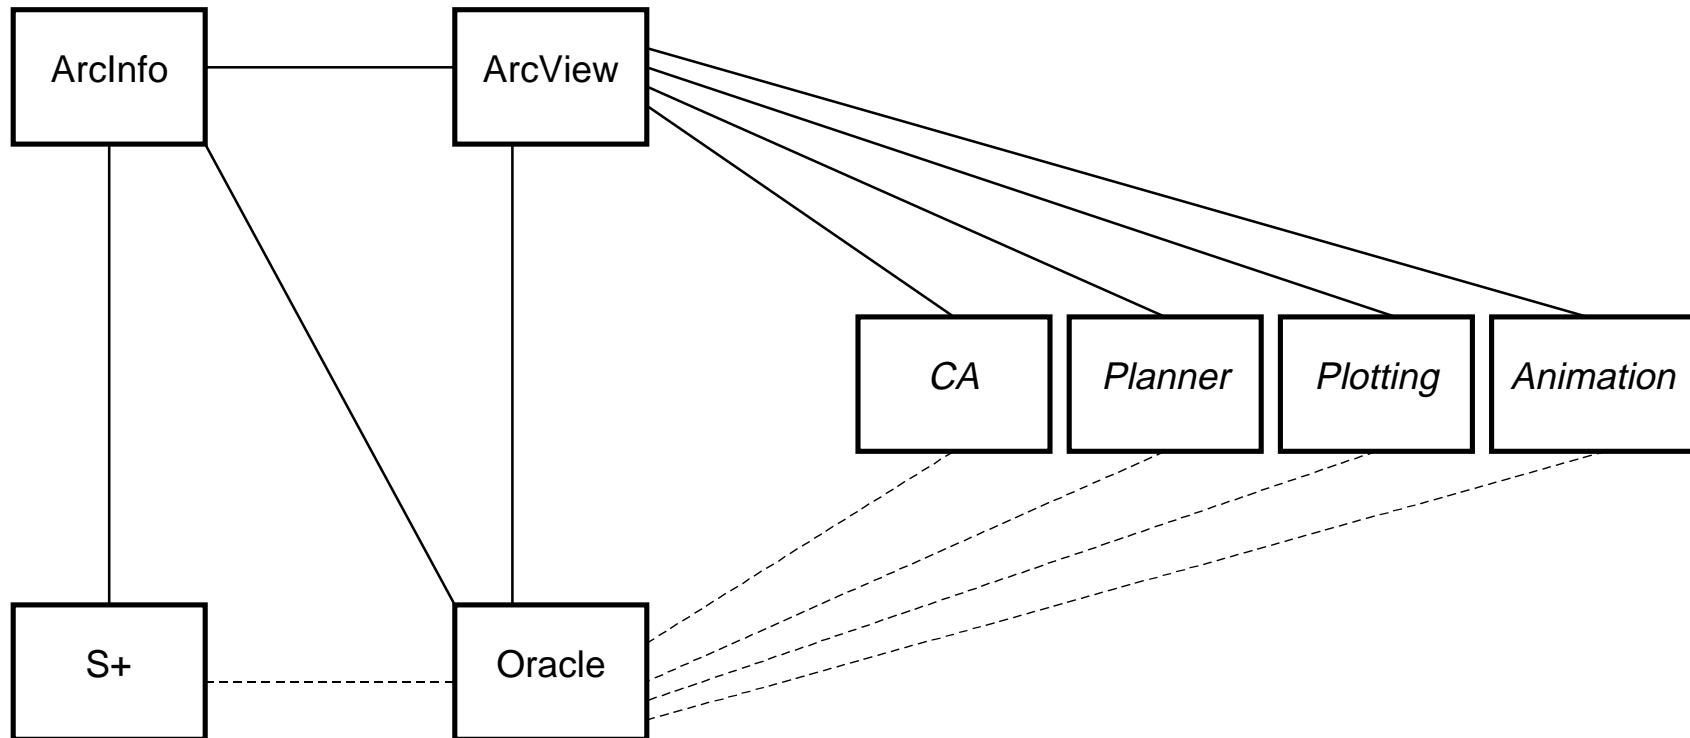 ArcInfo
ArcView
CA
Planner
Plotting
Animation
S+
Oracle